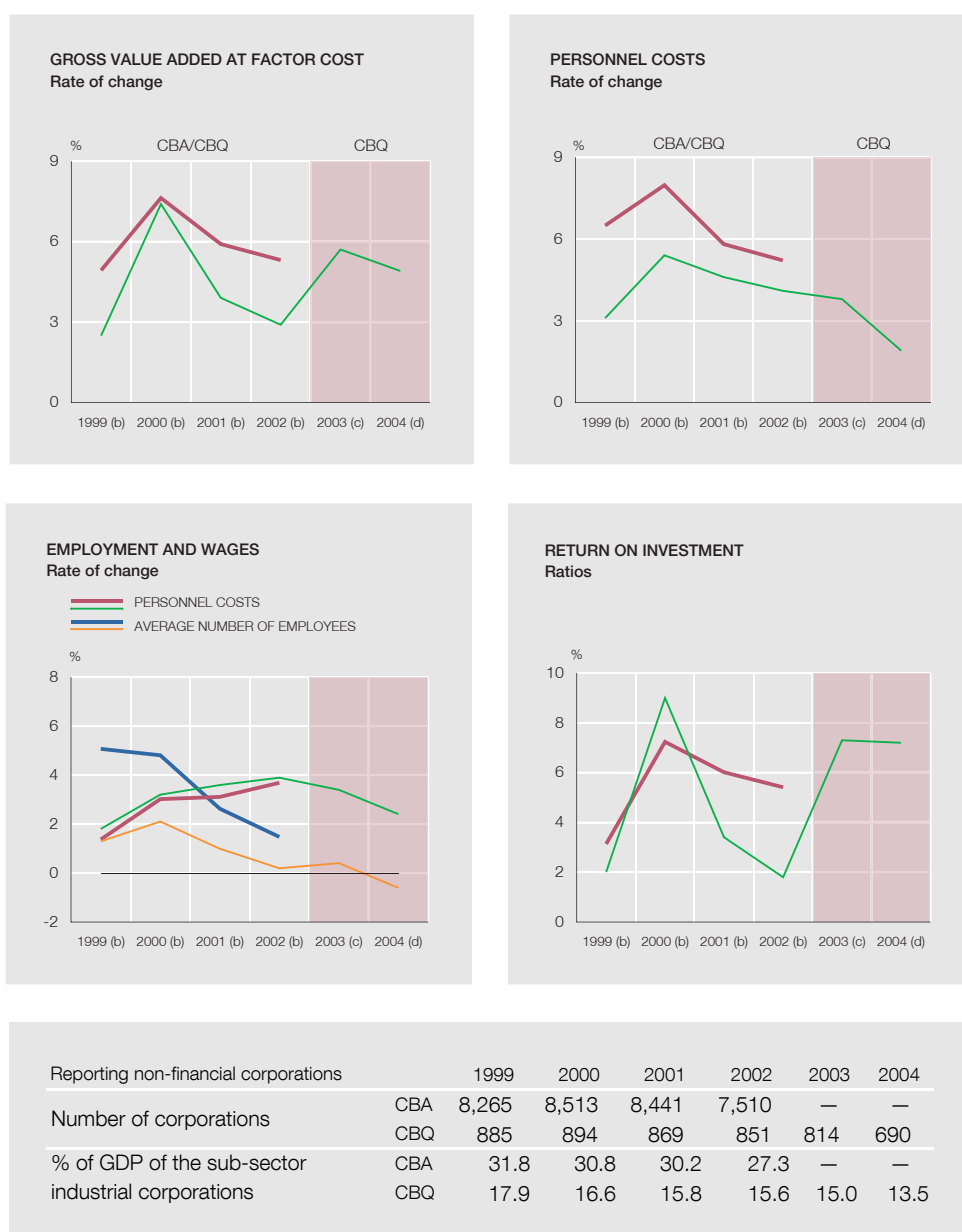 GROSS VALUE ADDED AT FACTOR COST
Rate of change
%
CBA/CBQ
CBQ
9
6
3
0
1999 (b) 2000 (b) 2001 (b) 2002 (b) 2003 (c) 2004 (d)
PERSONNEL COSTS
Rate of change
%
CBA/CBQ
CBQ
9
6
3
0
1999 (b) 2000 (b) 2001 (b) 2002 (b) 2003 (c) 2004 (d)
EMPLOYMENT AND WAGES
Rate of change
PERSONNEL COSTS
AVERAGE NUMBER OF EMPLOYEES
%
8
6
4
2
0
-2
1999 (b) 2000 (b) 2001 (b) 2002 (b) 2003 (c) 2004 (d)
RETURN ON INVESTMENT
Ratios
%
10
8
6
4
2
0
1999 (b) 2000 (b) 2001 (b) 2002 (b) 2003 (c) 2004 (d)
Reporting non-financial corporations 1999 2000 2001 2002 2003 2004
Number of corporations
CBA 8,265 8,513 8,441 7,510 — —
CBQ 885 894 869 851 814 690
% of GDP of the sub-sector CBA 31.8 30.8 30.2 27.3 — —
industrial corporations CBQ 17.9 16.6 15.8 15.6 15.0 13.5